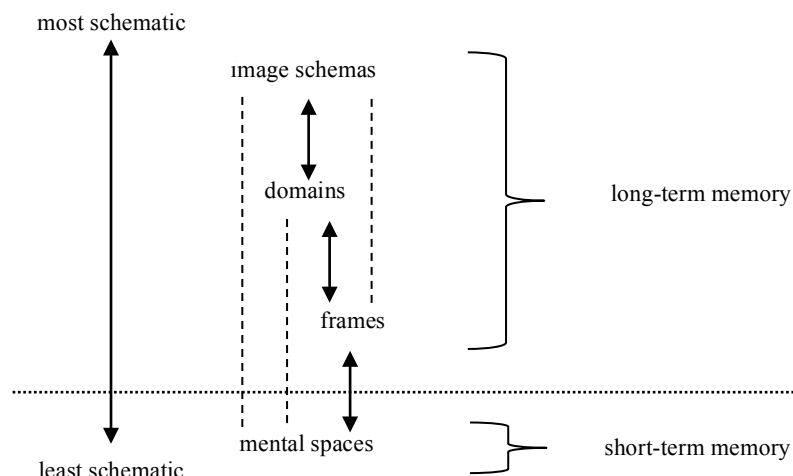 most schematic
image schemas
domains
long-term memory
frames
mental spaces
short-term memory
least schematic